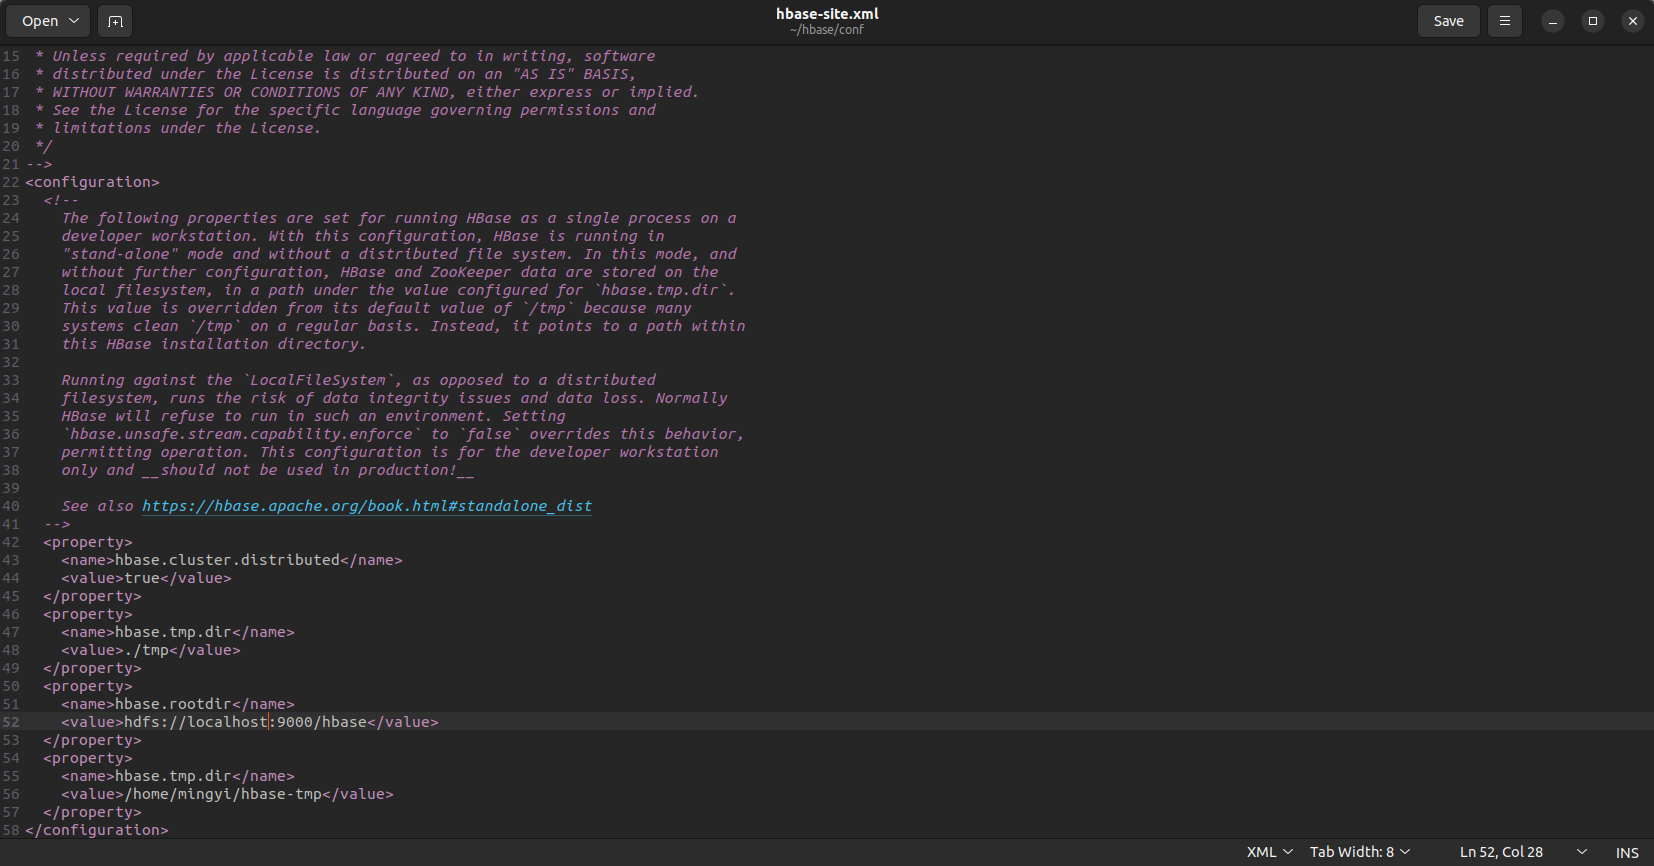 Open
hbase-site.xml
~/hbase/conf
Save
15 * Unless required by applicable law or agreed to in writing, software
16 * distributed under the License is distributed on an "AS IS" BASIS,
17 * WITHOUT WARRANTIES OR CONDITIONS OF ANY KIND, either express or implied.
18 * See the License for the specific language governing permissions and
19 * limitations under the License.
20 */
21 -->
22 <configuration>
23 <!--
24 The following properties are set for running HBase as a single process on a
25 developer workstation. With this configuration, HBase is running in
26 "stand-alone" mode and without a distributed file system. In this mode, and
27 without further configuration, HBase and ZooKeeper data are stored on the
28 local filesystem, in a path under the value configured for `hbase.tmp.dir`.
29 This value is overridden from its default value of `/tmp` because many
30 systems clean `/tmp` on a regular basis. Instead, it points to a path within
31 this HBase installation directory.
32
33 Running against the `LocalFileSystem`, as opposed to a distributed
34 filesystem, runs the risk of data integrity issues and data loss. Normally
35 HBase will refuse to run in such an environment. Setting
36 `hbase.unsafe.stream.capability.enforce` to `false` overrides this behavior,
37 permitting operation. This configuration is for the developer workstation
38 only and __should not be used in production!__
39
40 See also https://hbase.apache.org/book.html#standalone_dist
41 -->
42 <property>
43 <name>hbase.cluster.distributed</name>
44 <value>true</value>
45 </property>
46 <property>
47 <name>hbase.tmp.dir</name>
48 <value>./tmp</value>
49 </property>
50 <property>
51 <name>hbase.rootdir</name>
52 <value>hdfs://localhost:9000/hbase</value>
53 </property>
54 <property>
55 <name>hbase.tmp.dir</name>
56 <value>/home/mingyi/hbase-tmp</value>
57 </property>
58 </configuration>
XML Tab Width: 8 Ln 52, Col 28 INS